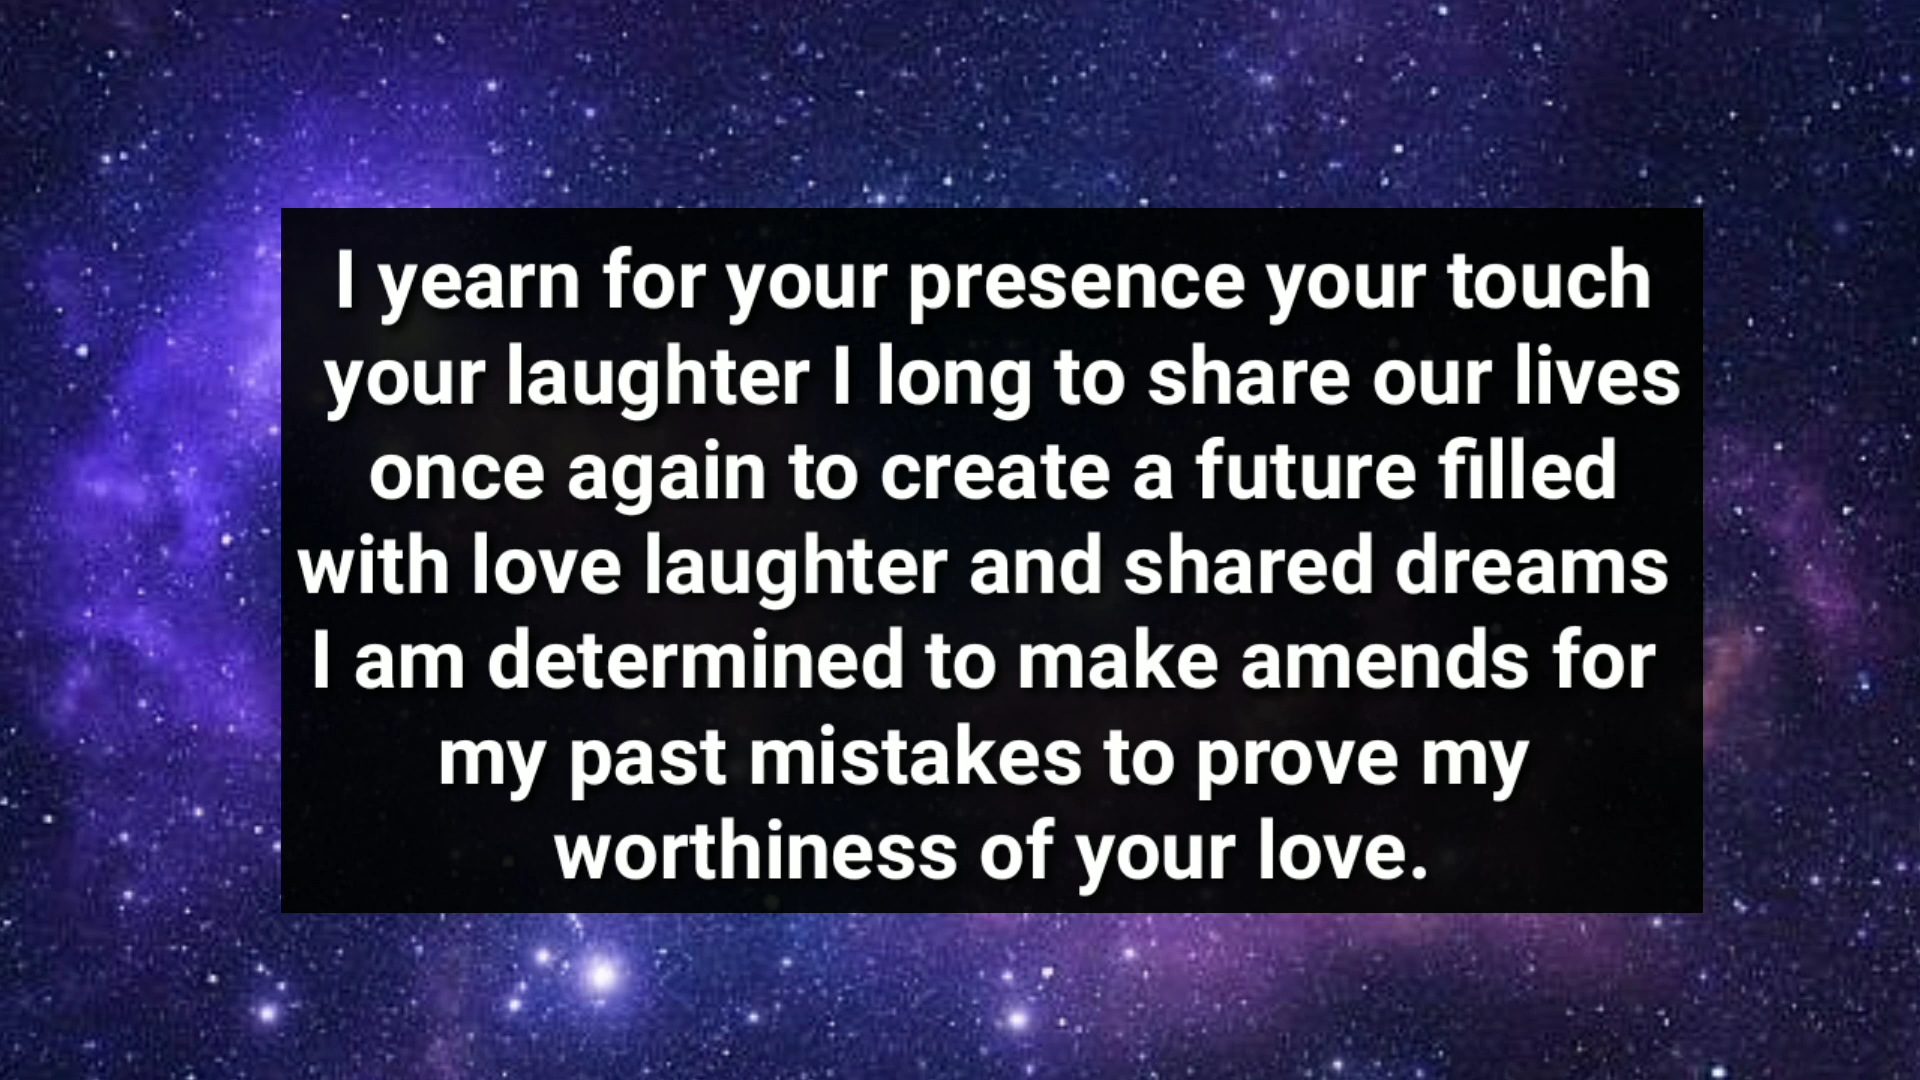 I yearn for your presence your touch
your laughter I long to share our lives
once again to create a future filled
with love laughter and shared dreams
I am determined to make amends for
my past mistakes to prove my
worthiness of your love.